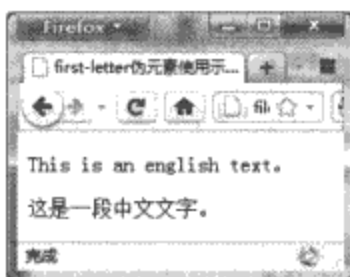 Firefox
first-letter伪元素使用示...
fil
This is an english text。
这是一段中文文字。
完成